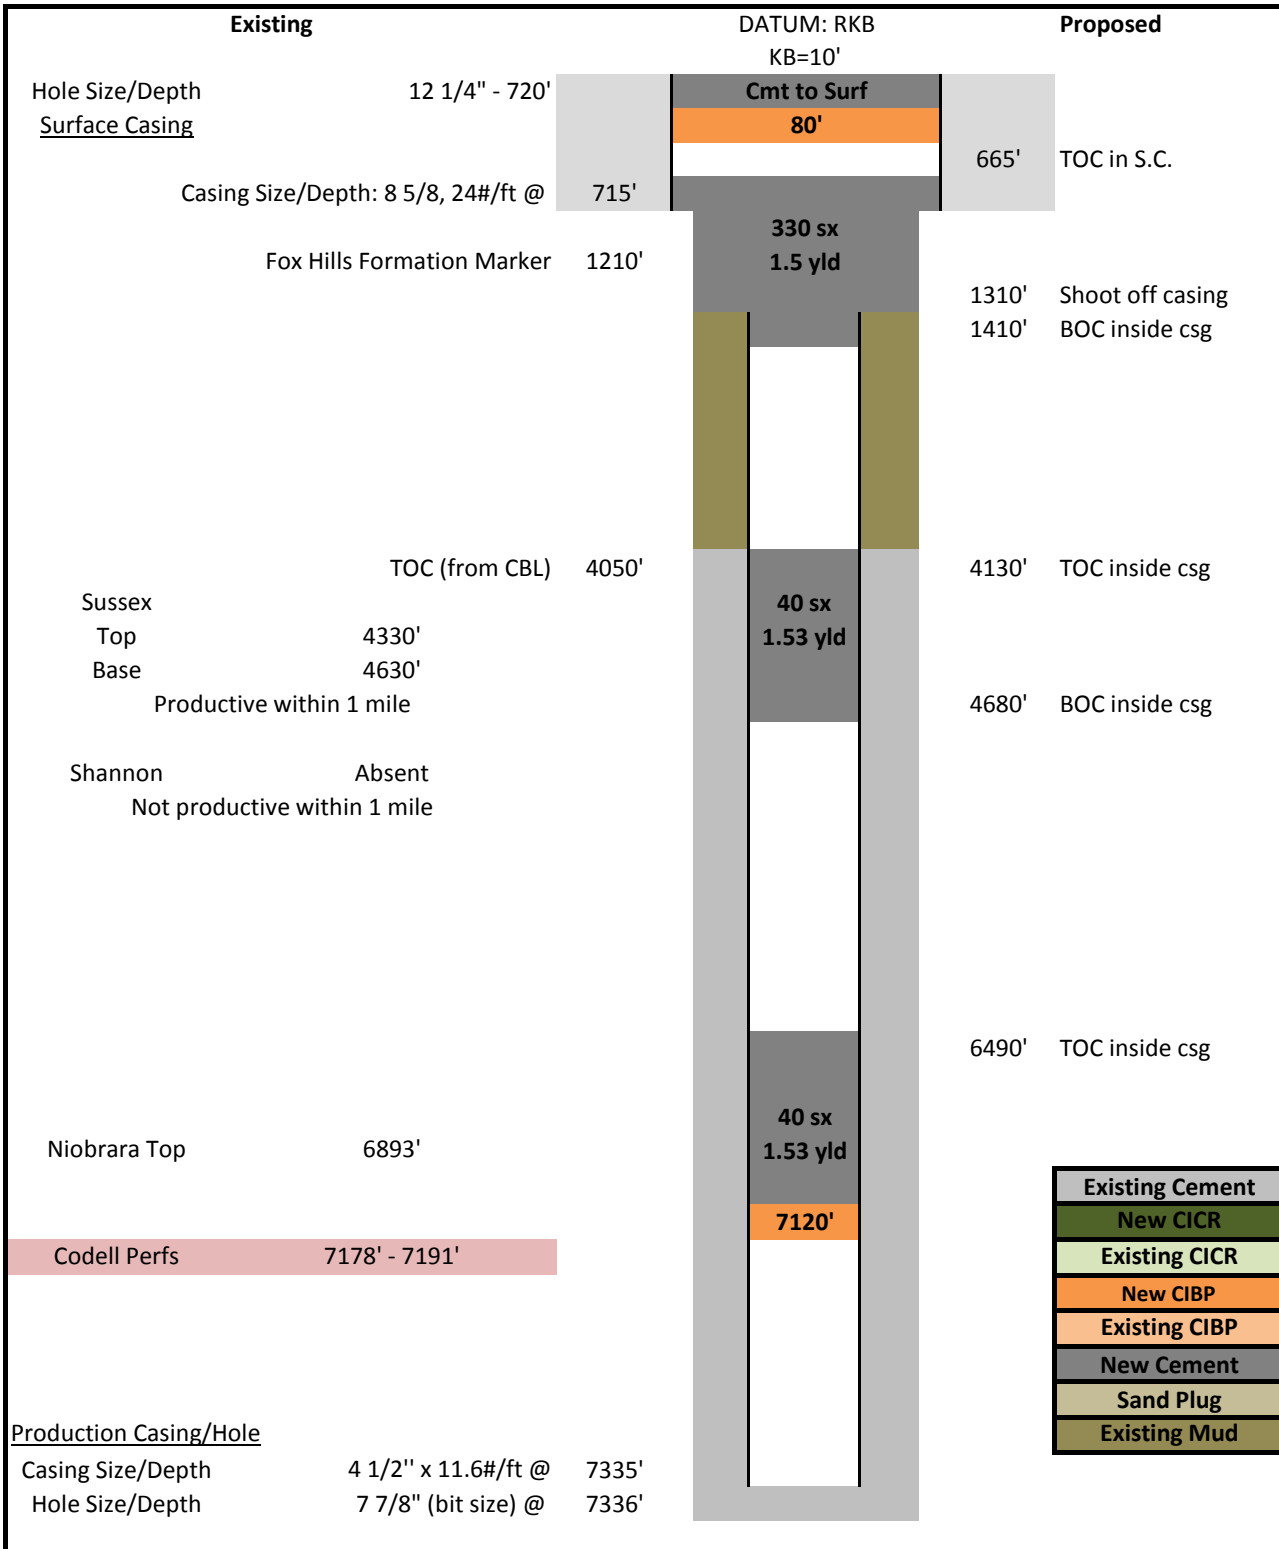 Existing DATUM: RKB Proposed
KB=10'
Hole Size/Depth 12 1/4" - 720' Cmt to Surf
Surface Casing 80'
665' TOC in S.C.
Casing Size/Depth: 8 5/8, 24#/ft @ 715'
330 sx
Fox Hills Formation Marker 1210' 1.5 yld
1310' Shoot off casing
1410' BOC inside csg
TOC (from CBL) 4050' 4130' TOC inside csg
Sussex 40 sx
Top 4330' 1.53 yld
Base 4630'
Productive within 1 mile 4680' BOC inside csg
Shannon Absent
Not productive within 1 mile
6490' TOC inside csg
40 sx
Niobrara Top 6893' 1.53 yld
Existing Cement
7120' New CICR
Codell Perfs 7178' - 7191' Existing CICR
New CIBP
Existing CIBP
New Cement
Sand Plug
Production Casing/Hole Existing Mud
Casing Size/Depth 4 1/2'' x 11.6#/ft @ 7335'
Hole Size/Depth 7 7/8" (bit size) @ 7336'